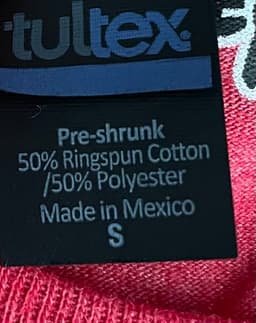 tultex
Pre-shrunk
50% Ringspun Cotton
/50% Polyester
Made in Mexico
S